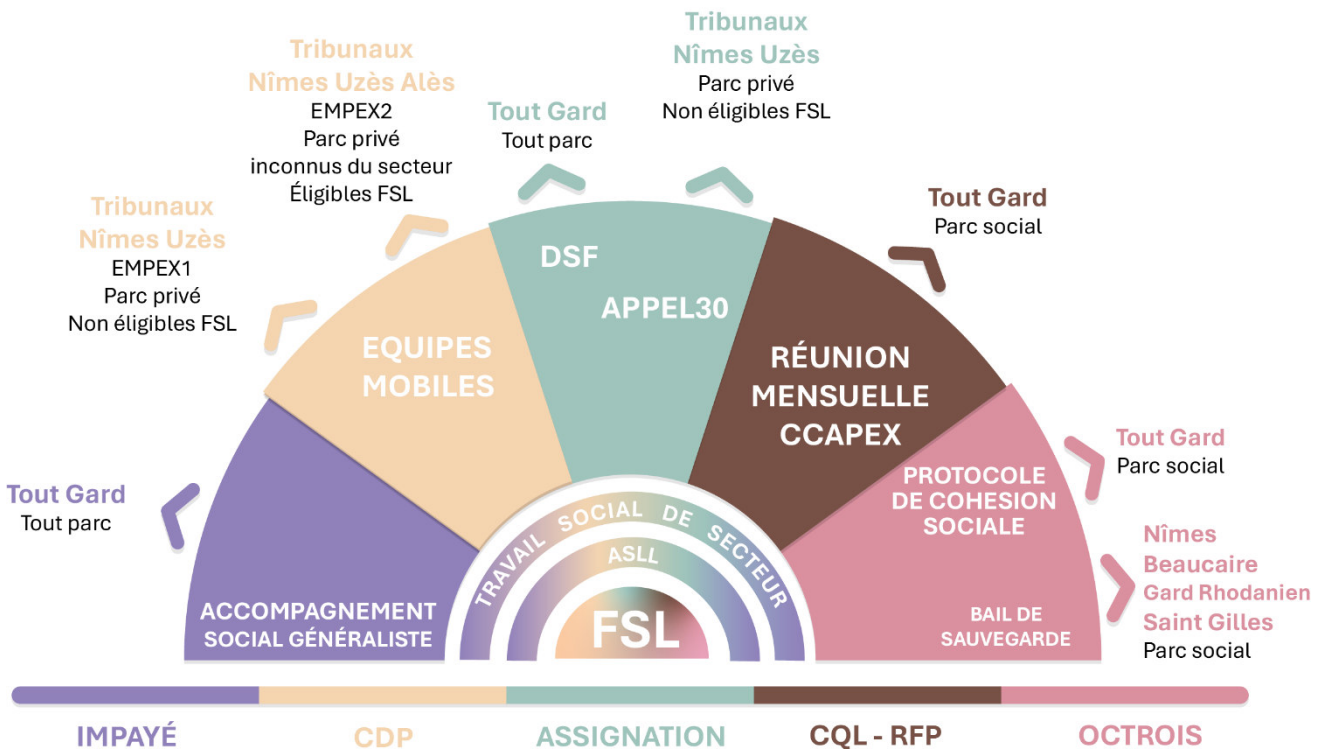 Tribunaux
Nîmes Uzès
Parc privé
Non éligibles FSL
Tribunaux
Nîmes Uzès Alès
EMPEX2
Parc privé
inconnus du secteur
Éligibles FSL
Tout Gard
Tout parc
Tribunaux
Nîmes Uzès
EMPEX1
Parc privé
Non éligibles FSL
Tout Gard
Parc social
DSF
APPEL30
EQUIPES
MOBILES
RÉUNION
MENSUELLE
CCAPEX
Tout Gard
Parc social
Tout Gard
Tout parc
PROTOCOLE
DE COHESION
SOCIALE
TRAVAIL SOCIAL DE SECTEUR
ASLL
FSL
ACCOMPAGNEMENT
SOCIAL GÉNÉRALISTE
BAIL DE
SAUVEGARDE
Nîmes
Beaucaire
Gard Rhodanien
Saint Gilles
Parc social
IMPAYÉ
CDP
ASSIGNATION
CQL - RFP
OCTROIS